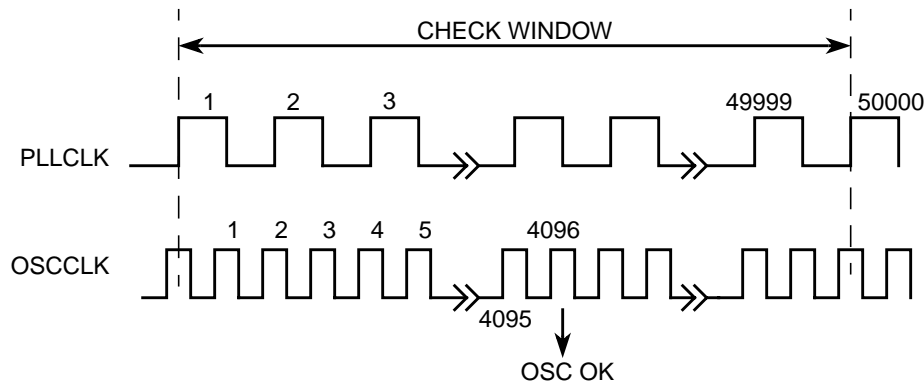 CHECK WINDOW
1 2 3 49999 50000
PLLCLK
1 2 3 4 5 4096
OSCCLK
4095
OSC OK